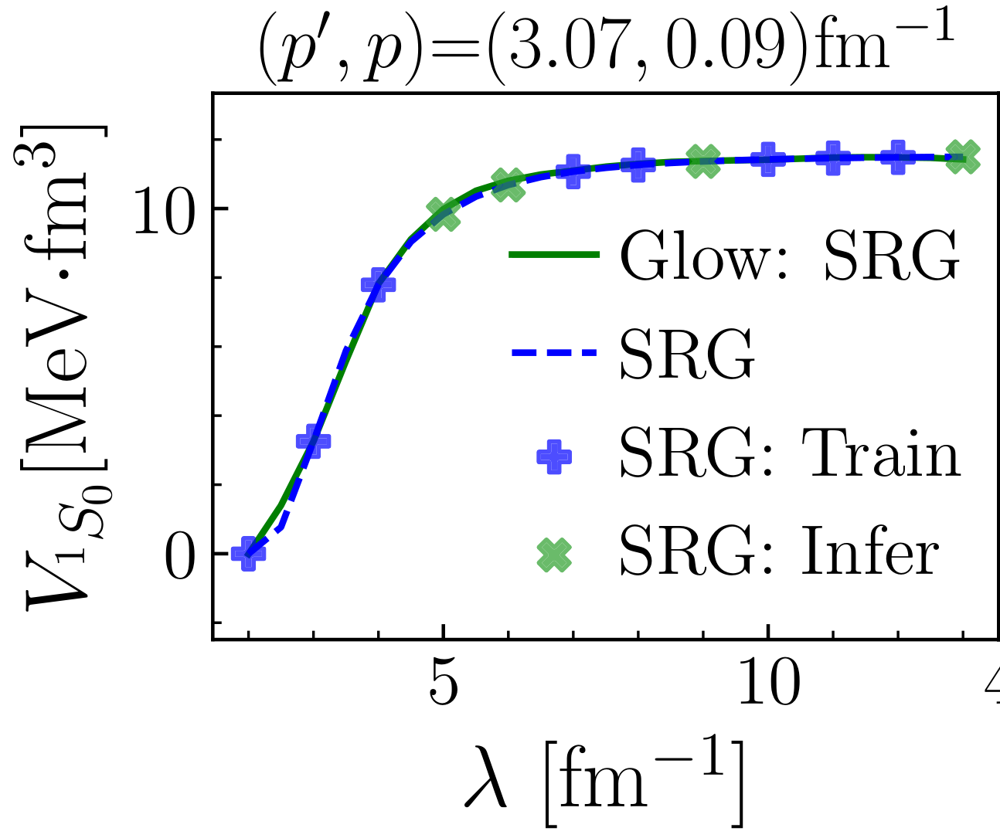 (p′, p)=(3.07, 0.09)fm⁻¹
V₁S₀[MeV·fm³]
10
0
Glow: SRG
SRG
SRG: Train
SRG: Infer
5 10
λ [fm⁻¹]